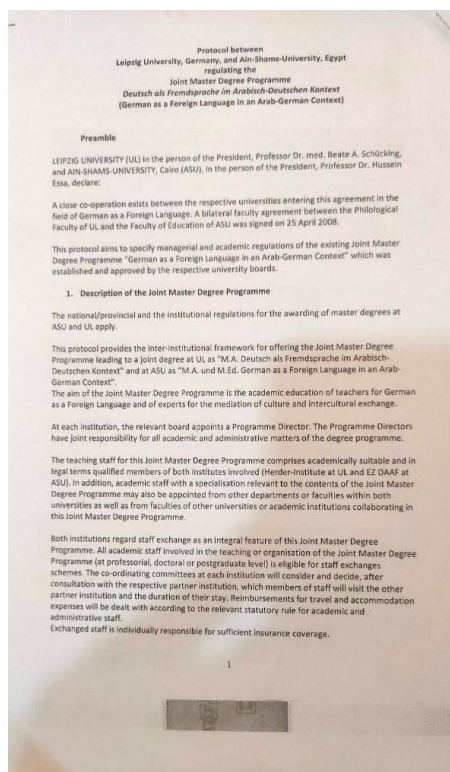 Protocol between
Leipzig University, Germany, and Ain-Shams-University, Egypt
regulating the
Joint Master Degree Programme
Deutsch als Fremdsprache im Arabisch-Deutschen Kontext
(German as a Foreign Language in an Arab-German Context)
Preamble
LEIPZIG UNIVERSITY (UL) in the person of the President, Professor Dr. med. Beate A. Schücking,
and AIN-SHAMS-UNIVERSITY, Cairo (ASU), in the person of the President, Professor Dr. Hussein
Essa, declare:
A close co-operation exists between the respective universities entering this agreement in the
field of German as a Foreign Language. A bilateral faculty agreement between the Philological
Faculty of UL and the Faculty of Education of ASU was signed on 25 April 2008.
This protocol aims to specify managerial and academic regulations of the existing Joint Master
Degree Programme "German as a Foreign Language in an Arab-German Context" which was
established and approved by the respective university boards.
1. Description of the Joint Master Degree Programme
The national/provincial and the institutional regulations for the awarding of master degrees at
ASU and UL apply.
This protocol provides the inter-institutional framework for offering the Joint Master Degree
Programme leading to a joint degree at UL as "M.A. Deutsch als Fremdsprache im Arabisch-
Deutschen Kontext" and at ASU as "M.A. und M.Ed. German as a Foreign Language in an Arab-
German Context".
The aim of the Joint Master Degree Programme is the academic education of teachers for German
as a Foreign Language and of experts for the mediation of culture and intercultural exchange.
At each institution, the relevant board appoints a Programme Director. The Programme Directors
have joint responsibility for all academic and administrative matters of the degree programme.
The teaching staff for this Joint Master Degree Programme comprises academically suitable and in
legal terms qualified members of both institutes involved (Herder-Institute at UL and EZ DAAF at
ASU). In addition, academic staff with a specialisation relevant to the contents of the Joint Master
Degree Programme may also be appointed from other departments or faculties within both
universities as well as from faculties of other universities or academic institutions collaborating in
this Joint Master Degree Programme.
Both institutions regard staff exchange as an integral feature of this Joint Master Degree
Programme. All academic staff involved in the teaching or organisation of the Joint Master Degree
Programme (at professorial, doctoral or postgraduate level) is eligible for staff exchanges
schemes. The co-ordinating committees at each institution will consider and decide, after
consultation with the respective partner institution, which members of staff will visit the other
partner institution and the duration of their stay. Reimbursements for travel and accommodation
expenses will be dealt with according to the relevant statutory rule for academic and
administrative staff.
Exchanged staff is individually responsible for sufficient insurance coverage.
1